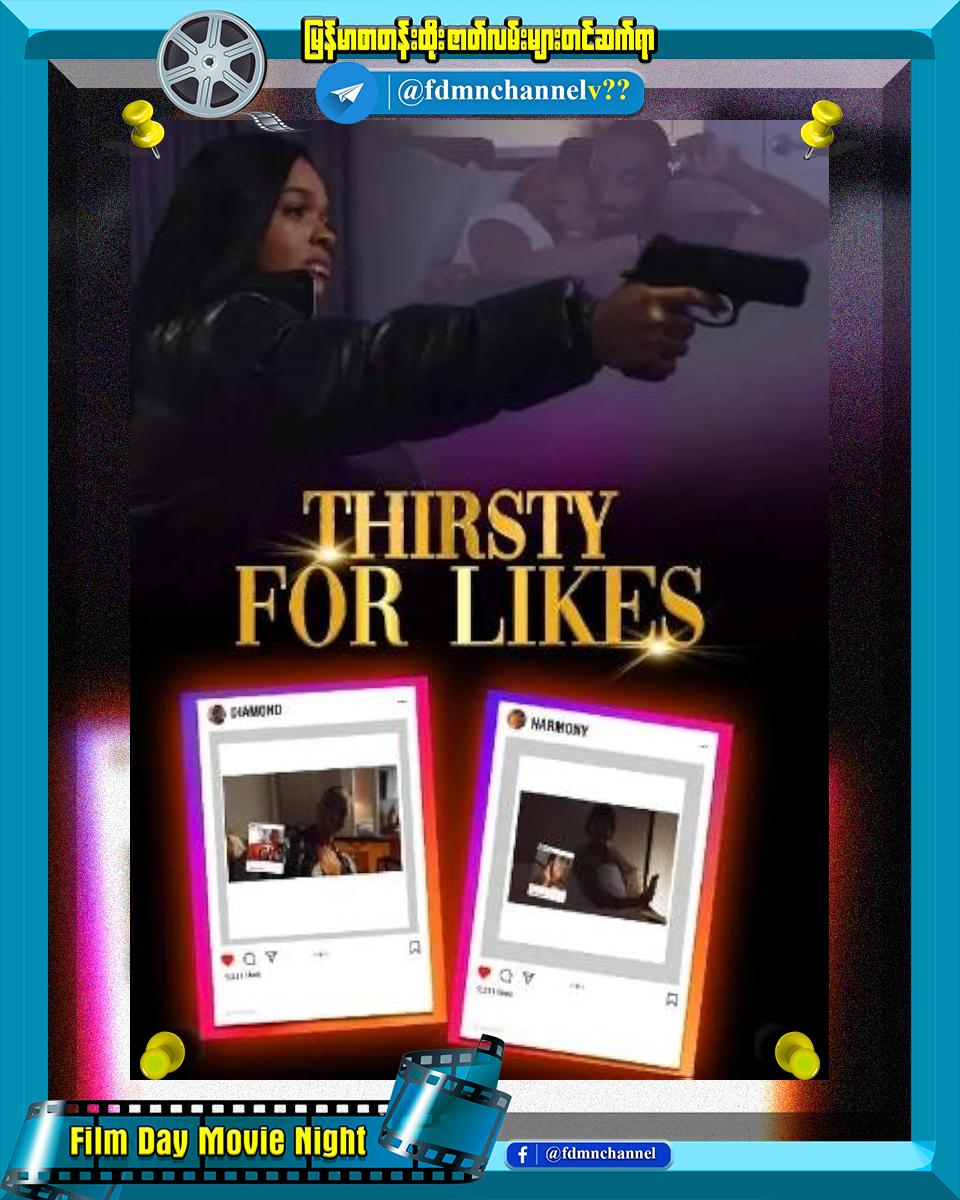 မြန်မာစာတန်းထိုးဇာတ်လမ်းများတင်ဆက်ရာ
@fdmnchannelv??
THIRSTY
FOR LIKES
DIAMOND
HARMONY
Film Day Movie Night
@fdmnchannel